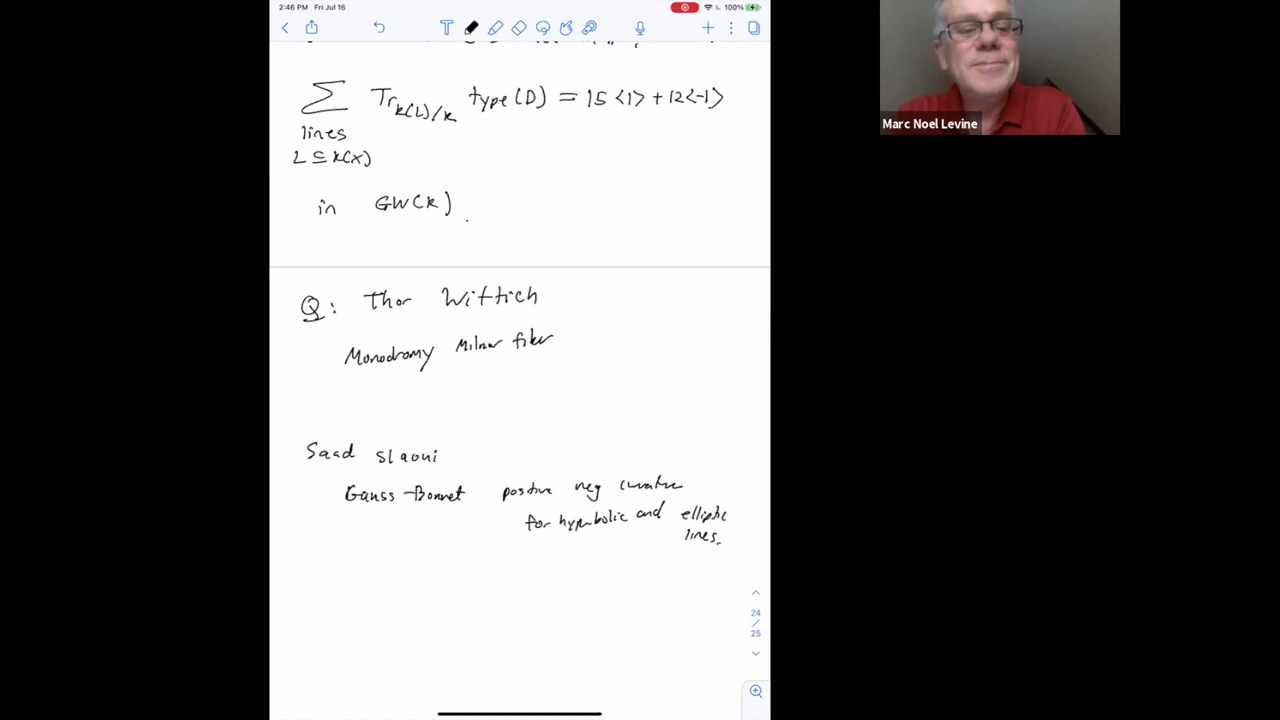 2:46 PM Fri Jul 16
100%
∑ Tr_{k(L)/k} type(D) = 15<1> + 12<-1>
lines
L ⊆ k(X)
in GW(k).
Q: Thor Wittich
Monodromy Milnor fiber
Saad Slaoui
Gauss-Bonnet positive neg curvature
for hyperbolic and elliptic
lines.
24
/
25
Marc Noel Levine